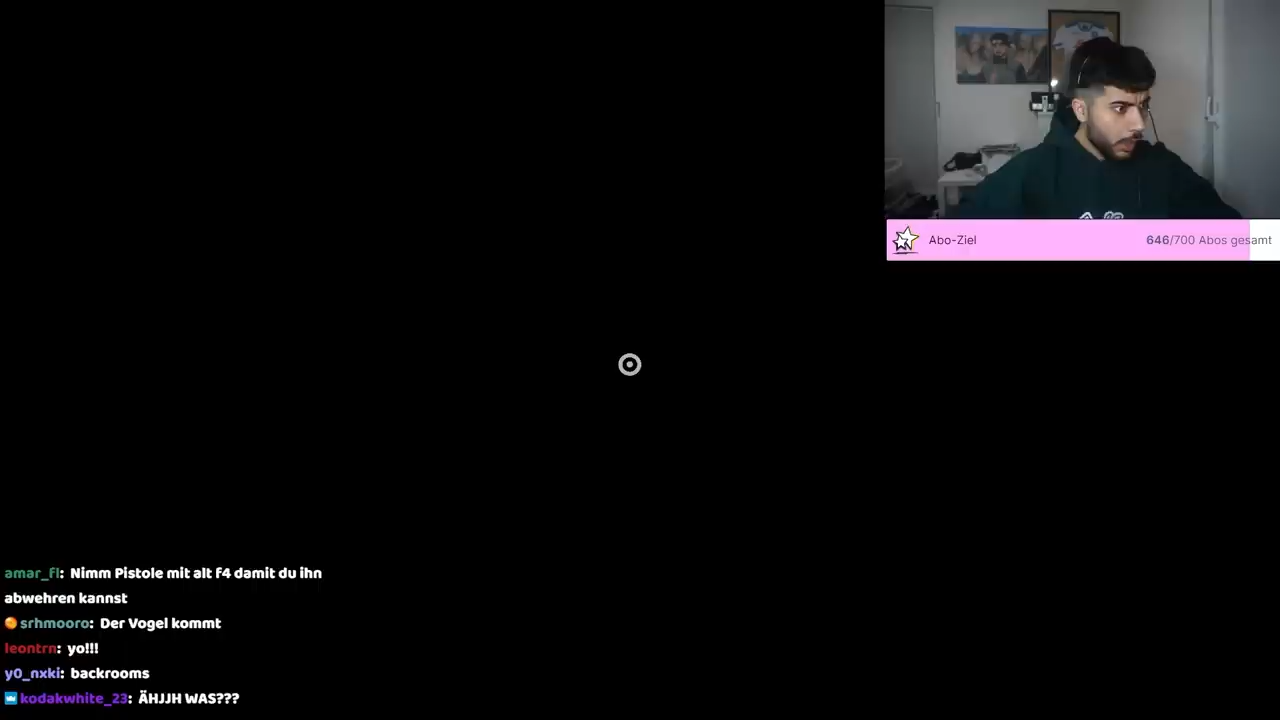 Abo-Ziel 646/700 Abos gesamt
amar_fl: Nimm Pistole mit alt f4 damit du ihn
abwehren kannst
srhmooro: Der Vogel kommt
leontrn: yo!!!
y0_nxki: backrooms
kodakwhite_23: ÄHJJH WAS???